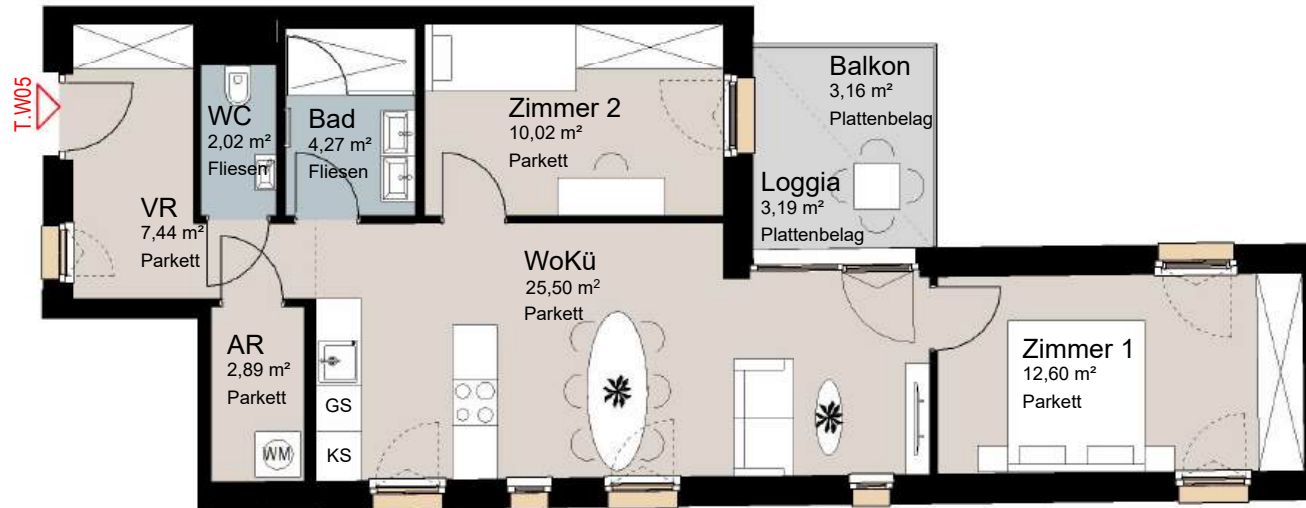 T.W05
VR
7,44 m²
Parkett
WC
2,02 m²
Fliesen
Bad
4,27 m²
Fliesen
Zimmer 2
10,02 m²
Parkett
Balkon
3,16 m²
Plattenbelag
Loggia
3,19 m²
Plattenbelag
WoKü
25,50 m²
Parkett
AR
2,89 m²
Parkett
WM
GS
KS
Zimmer 1
12,60 m²
Parkett